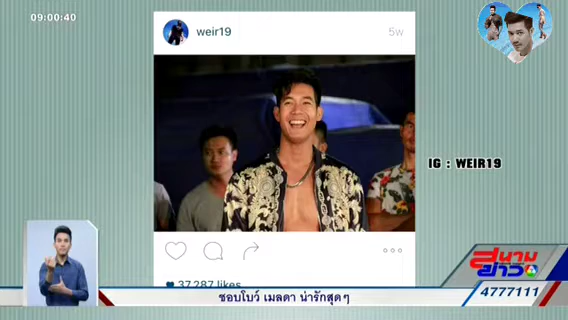 09:00:40
weir19
5w
IG : WEIR19
37,287 likes
สนาม
ข่าว 7
ชอบโบว์ เมลดา น่ารักสุดๆ
4777111